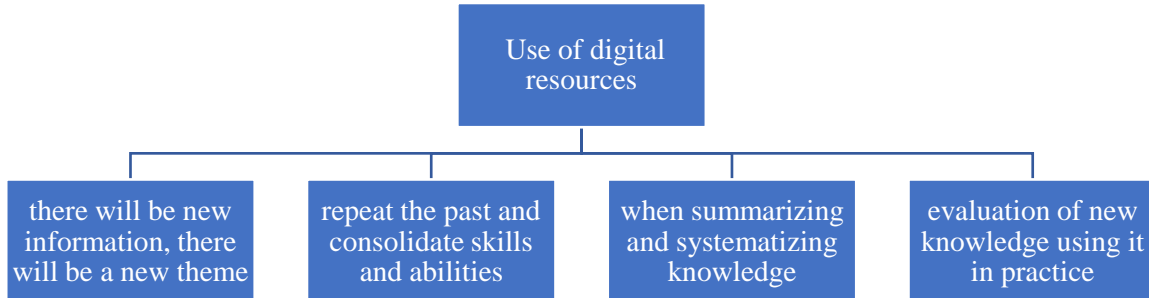 Use of digital
resources
there will be new
information, there
will be a new theme
repeat the past and
consolidate skills
and abilities
when summarizing
and systematizing
knowledge
evaluation of new
knowledge using it
in practice